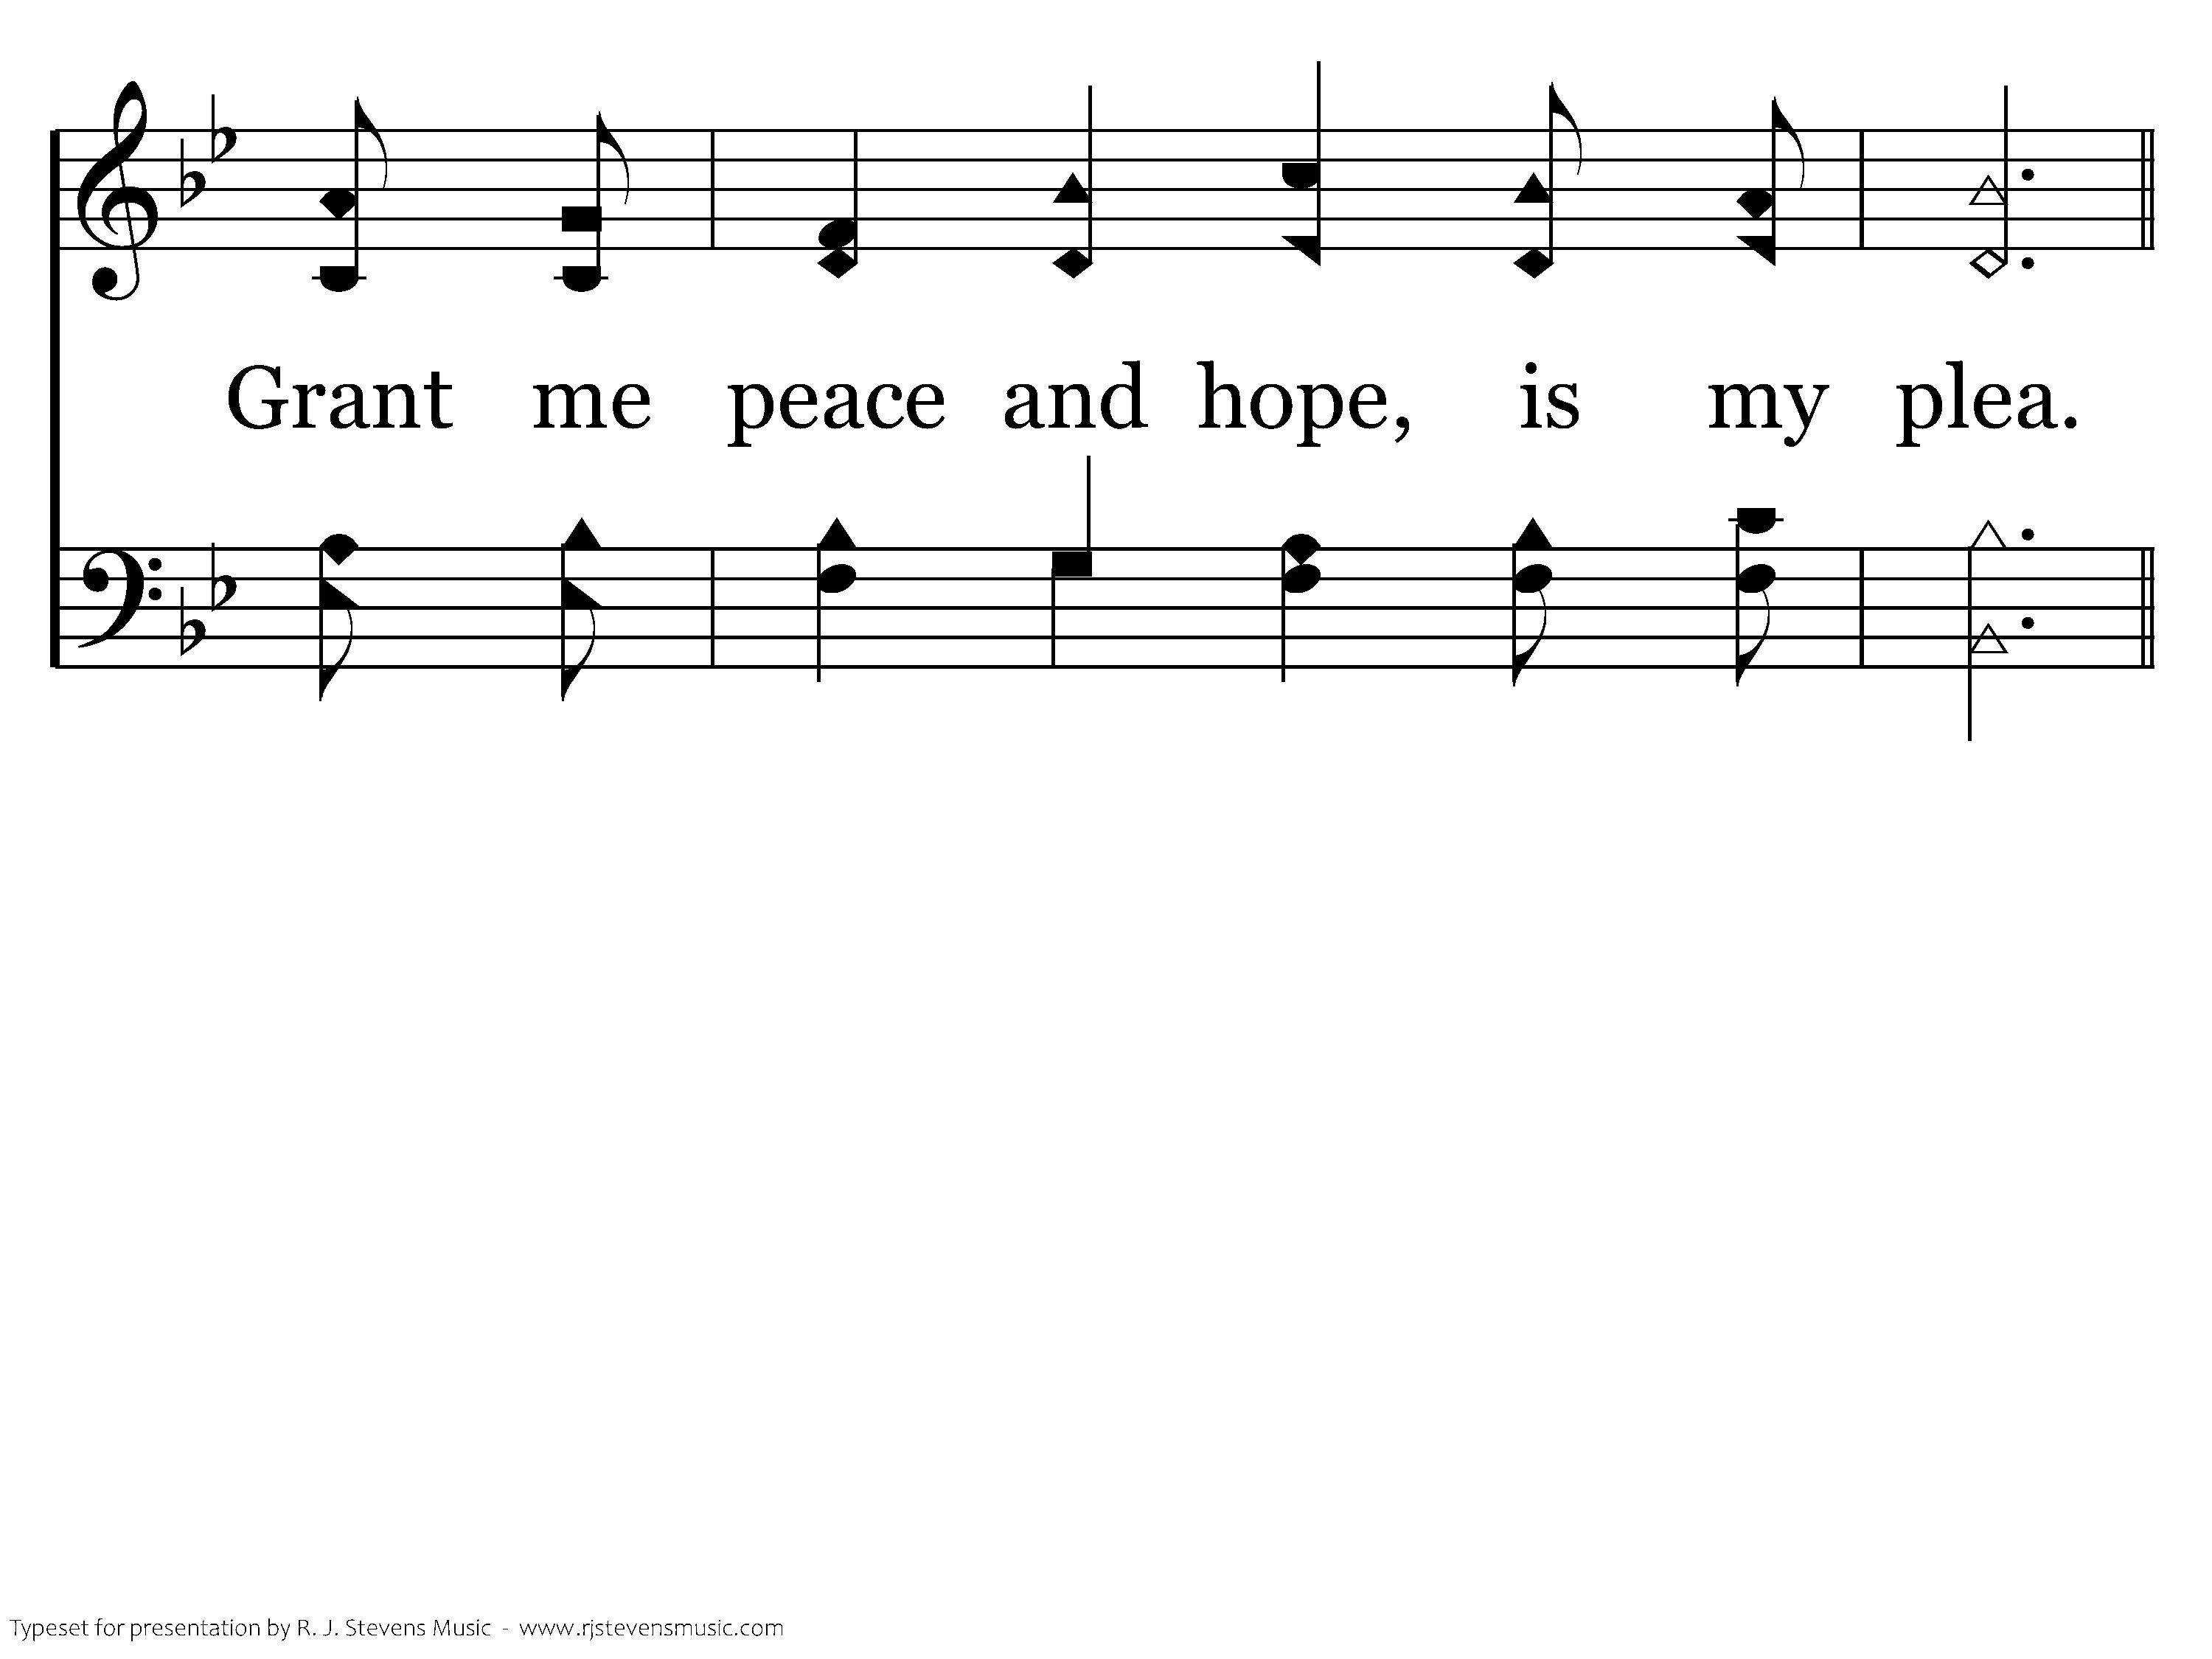 Grant me peace and hope, is my plea.
Typeset for presentation by R. J. Stevens Music - www.rjstevensmusic.com